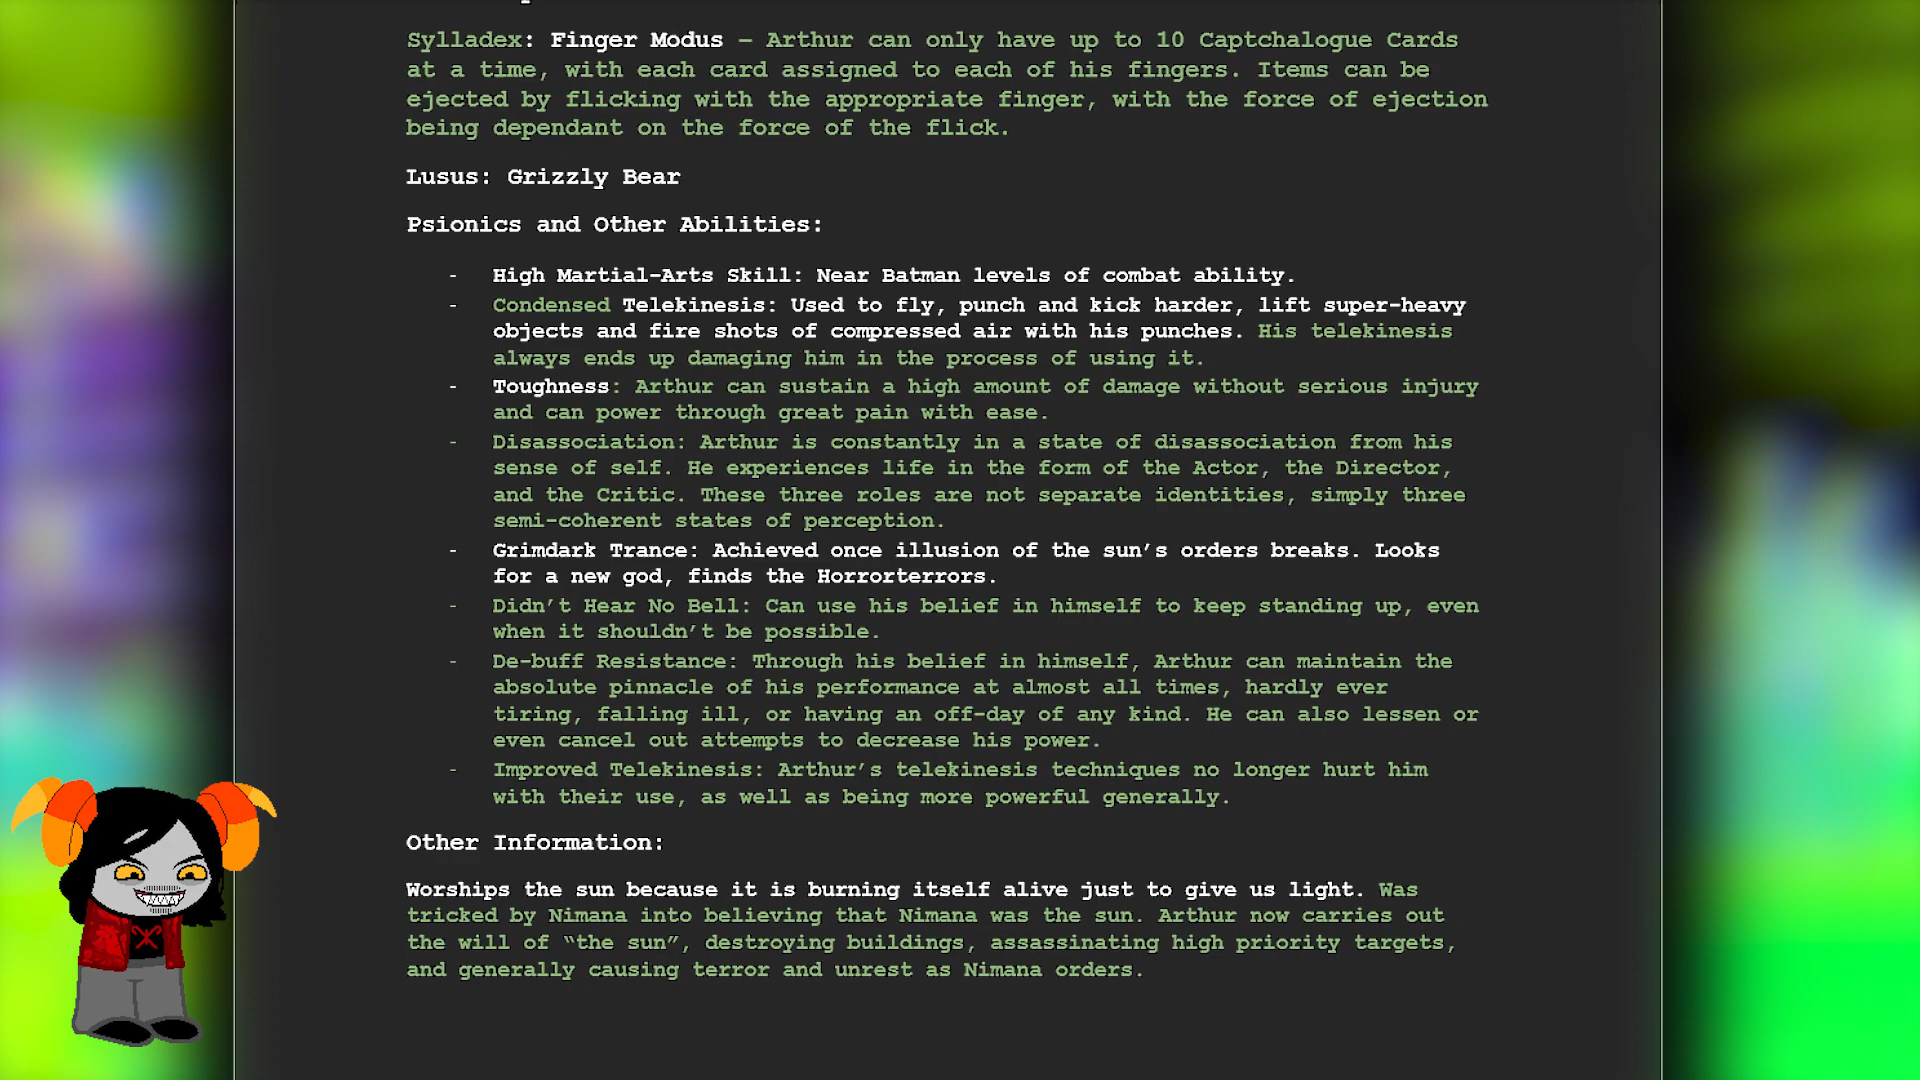 Sylladex: Finger Modus – Arthur can only have up to 10 Captchalogue Cards
at a time, with each card assigned to each of his fingers. Items can be
ejected by flicking with the appropriate finger, with the force of ejection
being dependant on the force of the flick.
Lusus: Grizzly Bear
Psionics and Other Abilities:
- High Martial-Arts Skill: Near Batman levels of combat ability.
- Condensed Telekinesis: Used to fly, punch and kick harder, lift super-heavy
objects and fire shots of compressed air with his punches. His telekinesis
always ends up damaging him in the process of using it.
- Toughness: Arthur can sustain a high amount of damage without serious injury
and can power through great pain with ease.
- Disassociation: Arthur is constantly in a state of disassociation from his
sense of self. He experiences life in the form of the Actor, the Director,
and the Critic. These three roles are not separate identities, simply three
semi-coherent states of perception.
- Grimdark Trance: Achieved once illusion of the sun’s orders breaks. Looks
for a new god, finds the Horrorterrors.
- Didn’t Hear No Bell: Can use his belief in himself to keep standing up, even
when it shouldn’t be possible.
- De-buff Resistance: Through his belief in himself, Arthur can maintain the
absolute pinnacle of his performance at almost all times, hardly ever
tiring, falling ill, or having an off-day of any kind. He can also lessen or
even cancel out attempts to decrease his power.
- Improved Telekinesis: Arthur’s telekinesis techniques no longer hurt him
with their use, as well as being more powerful generally.
Other Information:
Worships the sun because it is burning itself alive just to give us light. Was
tricked by Nimana into believing that Nimana was the sun. Arthur now carries out
the will of “the sun”, destroying buildings, assassinating high priority targets,
and generally causing terror and unrest as Nimana orders.